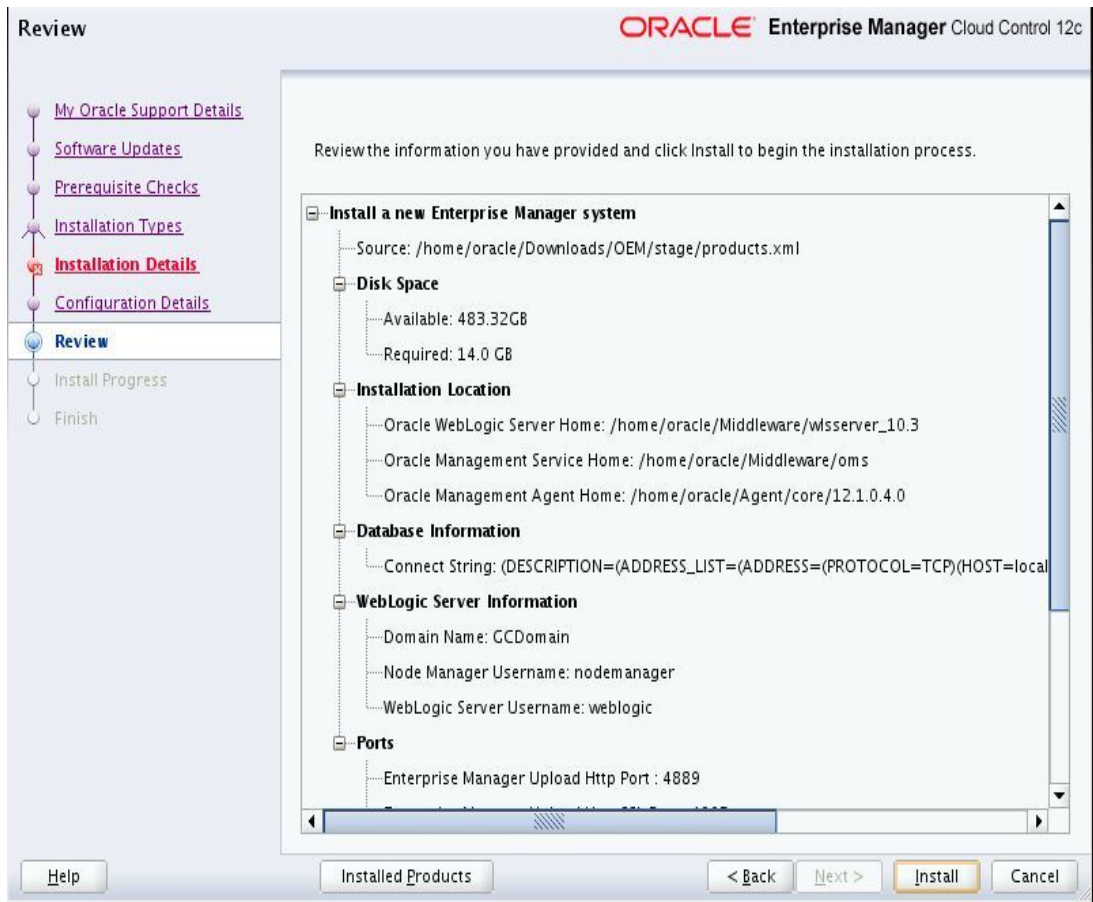 Review
ORACLE Enterprise Manager Cloud Control 12c
My Oracle Support Details
Software Updates
Prerequisite Checks
Installation Types
Installation Details
Configuration Details
Review
Install Progress
Finish
Review the information you have provided and click Install to begin the installation process.
Install a new Enterprise Manager system
Source: /home/oracle/Downloads/OEM/stage/products.xml
Disk Space
Available: 483.32GB
Required: 14.0 GB
Installation Location
Oracle WebLogic Server Home: /home/oracle/Middleware/wlsserver_10.3
Oracle Management Service Home: /home/oracle/Middleware/oms
Oracle Management Agent Home: /home/oracle/Agent/core/12.1.0.4.0
Database Information
Connect String: (DESCRIPTION=(ADDRESS_LIST=(ADDRESS=(PROTOCOL=TCP)(HOST=local
WebLogic Server Information
Domain Name: GCDomain
Node Manager Username: nodemanager
WebLogic Server Username: weblogic
Ports
Enterprise Manager Upload Http Port : 4889
Help
Installed Products
< Back
Next >
Install
Cancel